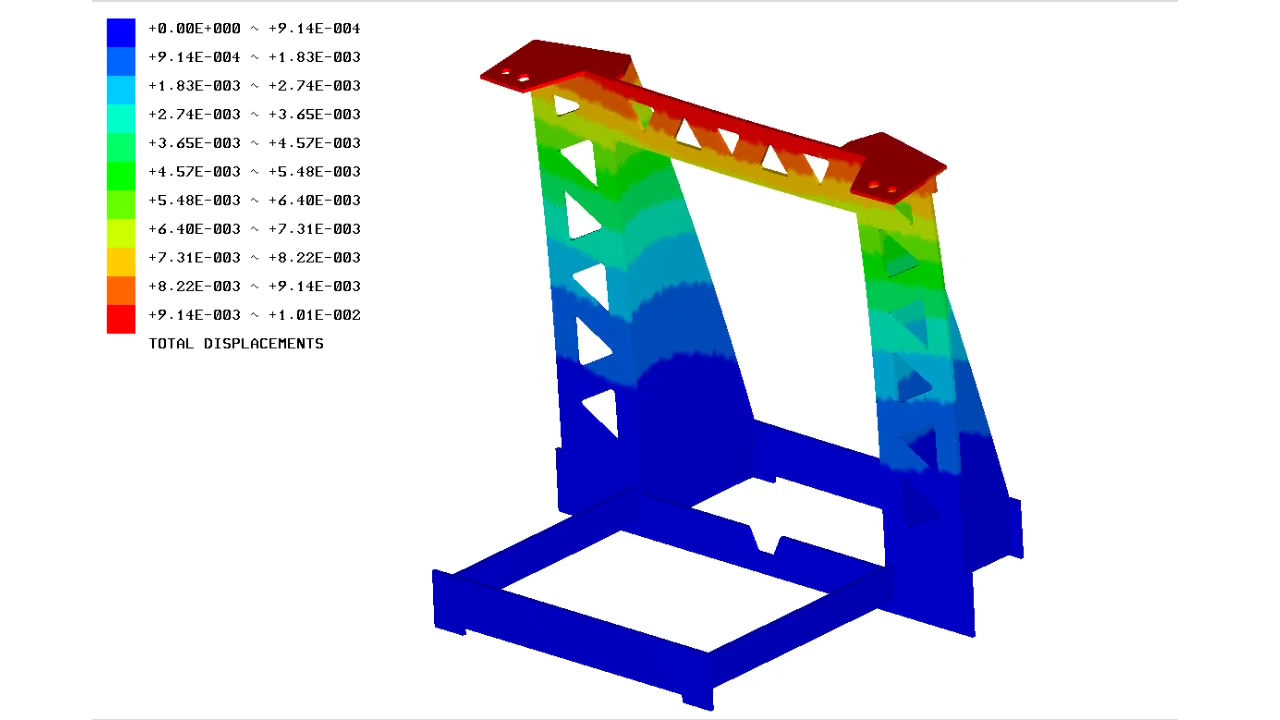 +0.00E+000 ~ +9.14E-004
+9.14E-004 ~ +1.83E-003
+1.83E-003 ~ +2.74E-003
+2.74E-003 ~ +3.65E-003
+3.65E-003 ~ +4.57E-003
+4.57E-003 ~ +5.48E-003
+5.48E-003 ~ +6.40E-003
+6.40E-003 ~ +7.31E-003
+7.31E-003 ~ +8.22E-003
+8.22E-003 ~ +9.14E-003
+9.14E-003 ~ +1.01E-002
TOTAL DISPLACEMENTS